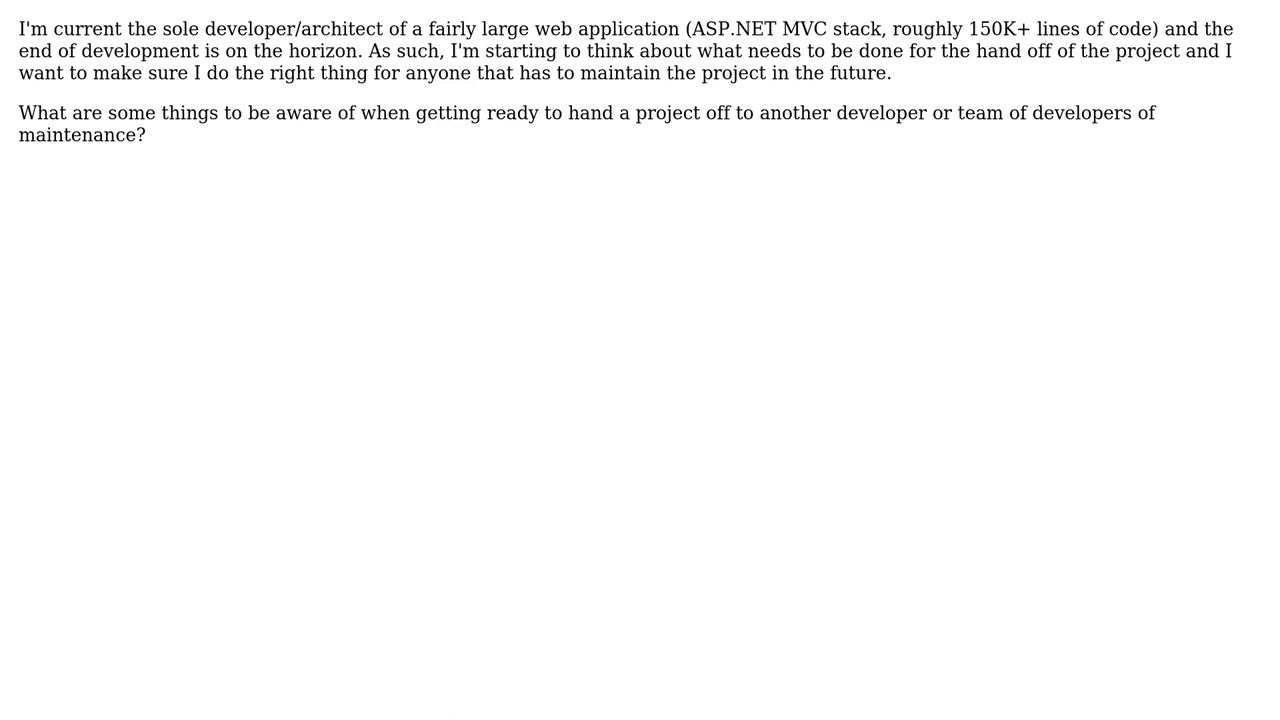 I'm current the sole developer/architect of a fairly large web application (ASP.NET MVC stack, roughly 150K+ lines of code) and the
end of development is on the horizon. As such, I'm starting to think about what needs to be done for the hand off of the project and I
want to make sure I do the right thing for anyone that has to maintain the project in the future.
What are some things to be aware of when getting ready to hand a project off to another developer or team of developers of
maintenance?